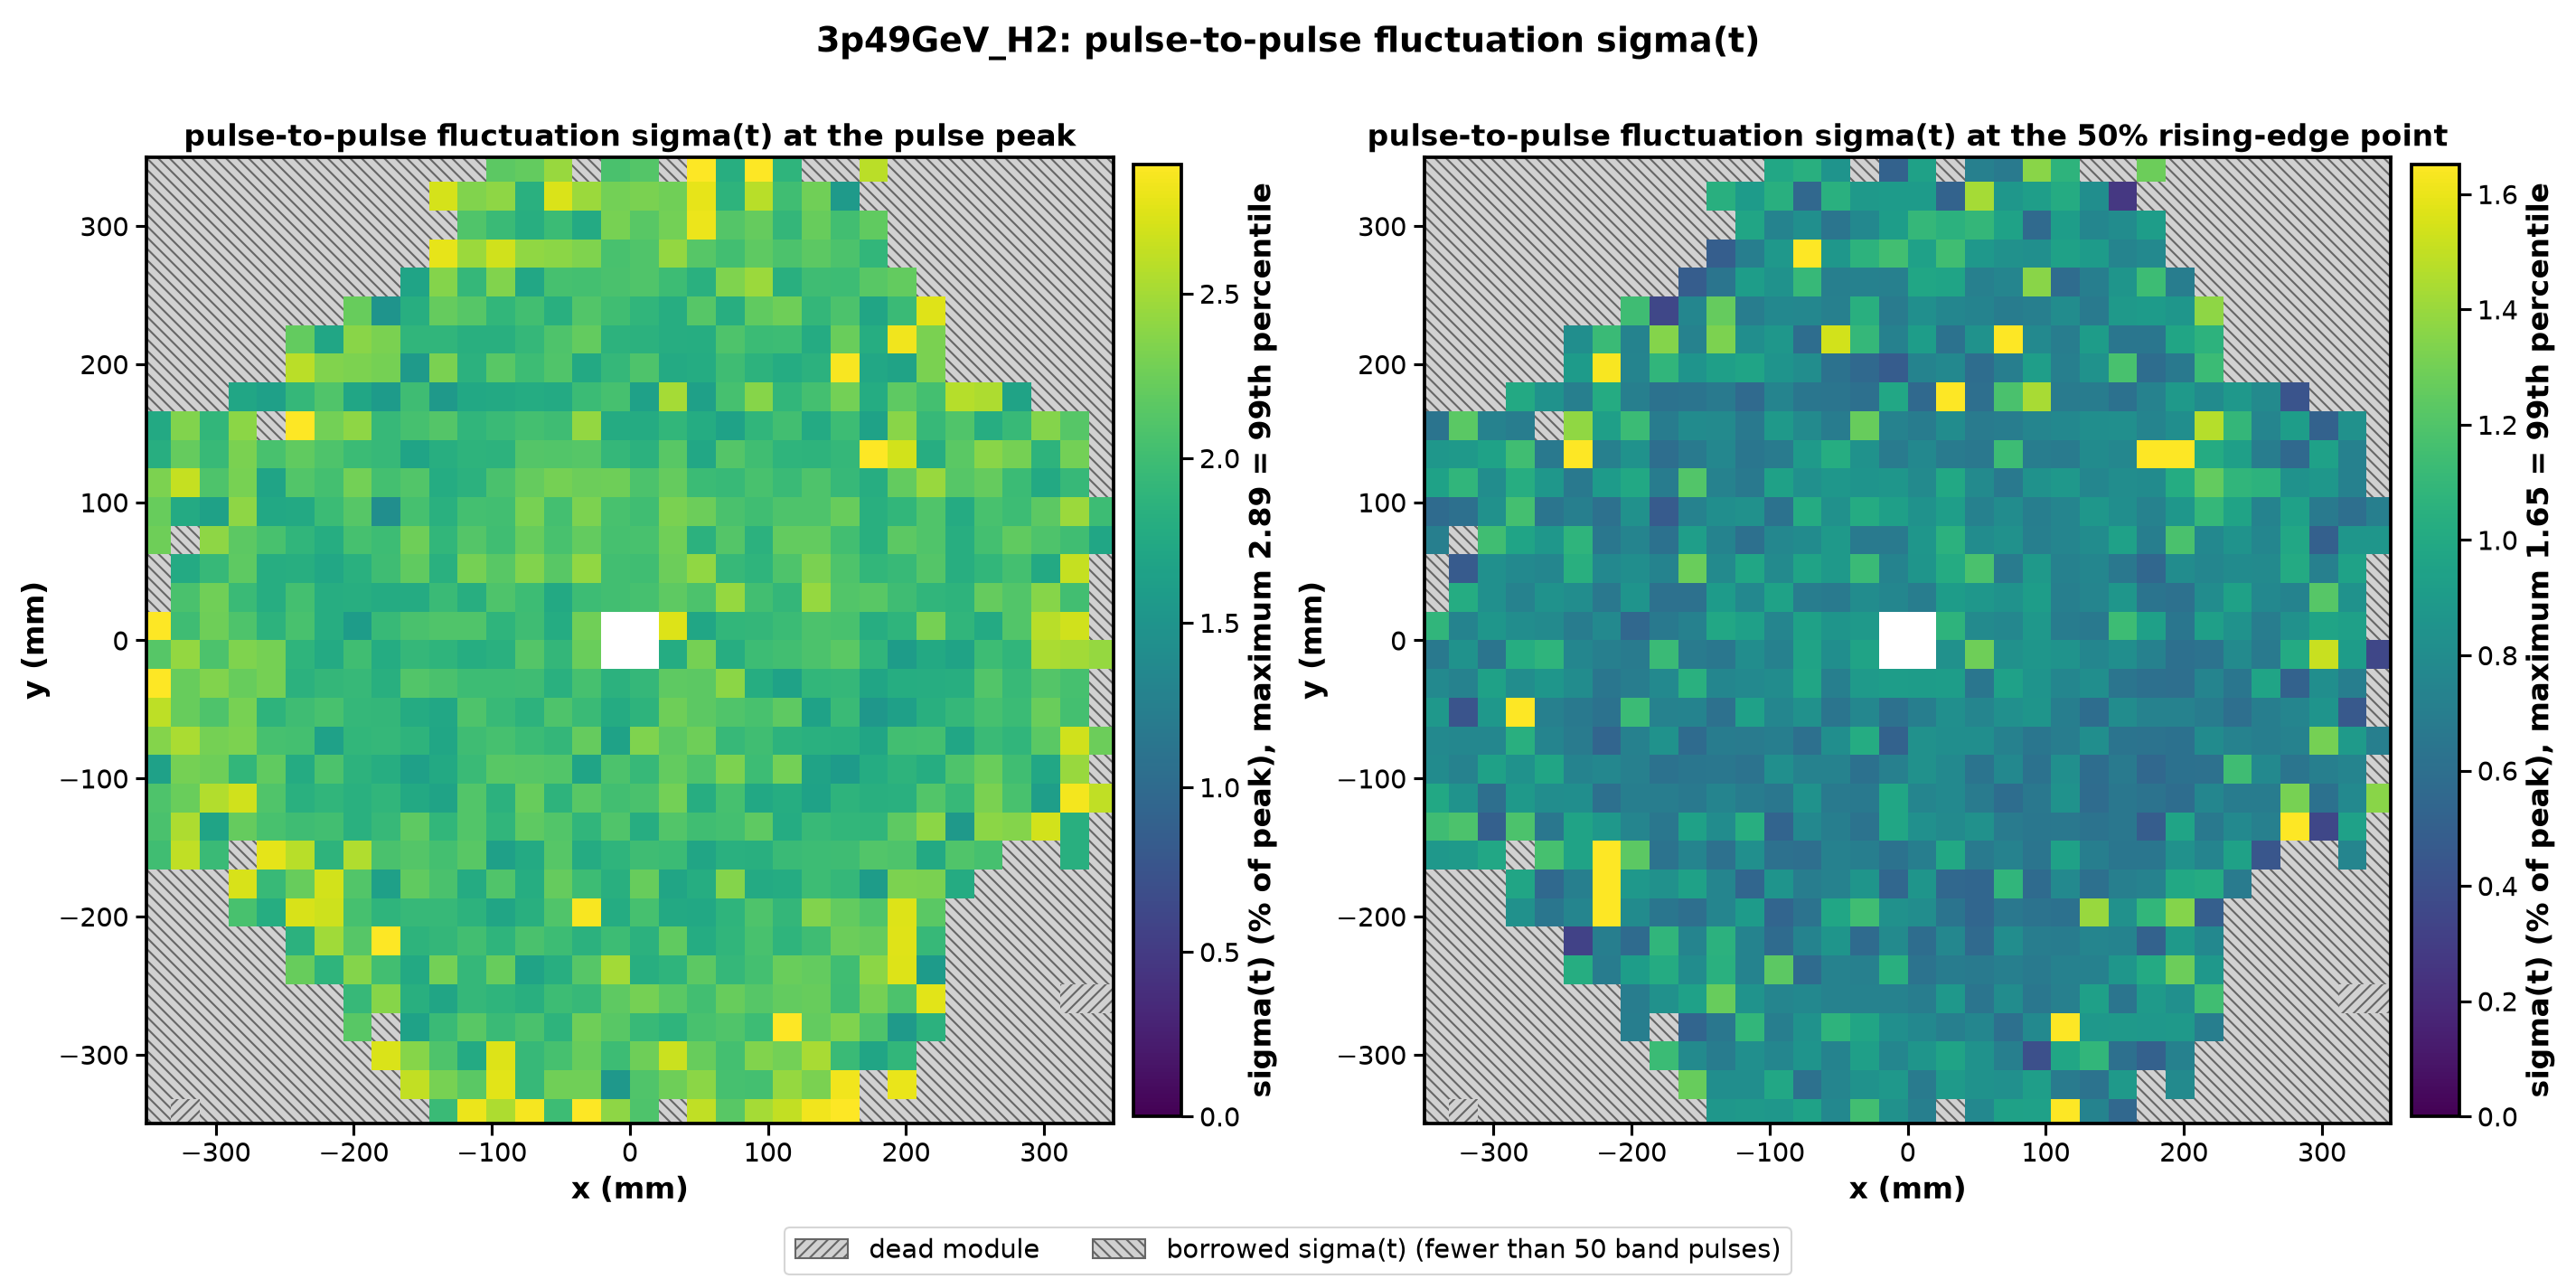 3p49GeV_H2: pulse-to-pulse fluctuation sigma(t)
pulse-to-pulse fluctuation sigma(t) at the pulse peak
300
200
100
0
−100
−200
−300
y (mm)
−300 −200 −100 0 100 200 300
x (mm)
2.5
2.0
1.5
1.0
0.5
0.0
sigma(t) (% of peak), maximum 2.89 = 99th percentile
pulse-to-pulse fluctuation sigma(t) at the 50% rising-edge point
300
200
100
0
−100
−200
−300
y (mm)
−300 −200 −100 0 100 200 300
x (mm)
1.6
1.4
1.2
1.0
0.8
0.6
0.4
0.2
0.0
sigma(t) (% of peak), maximum 1.65 = 99th percentile
dead module
borrowed sigma(t) (fewer than 50 band pulses)